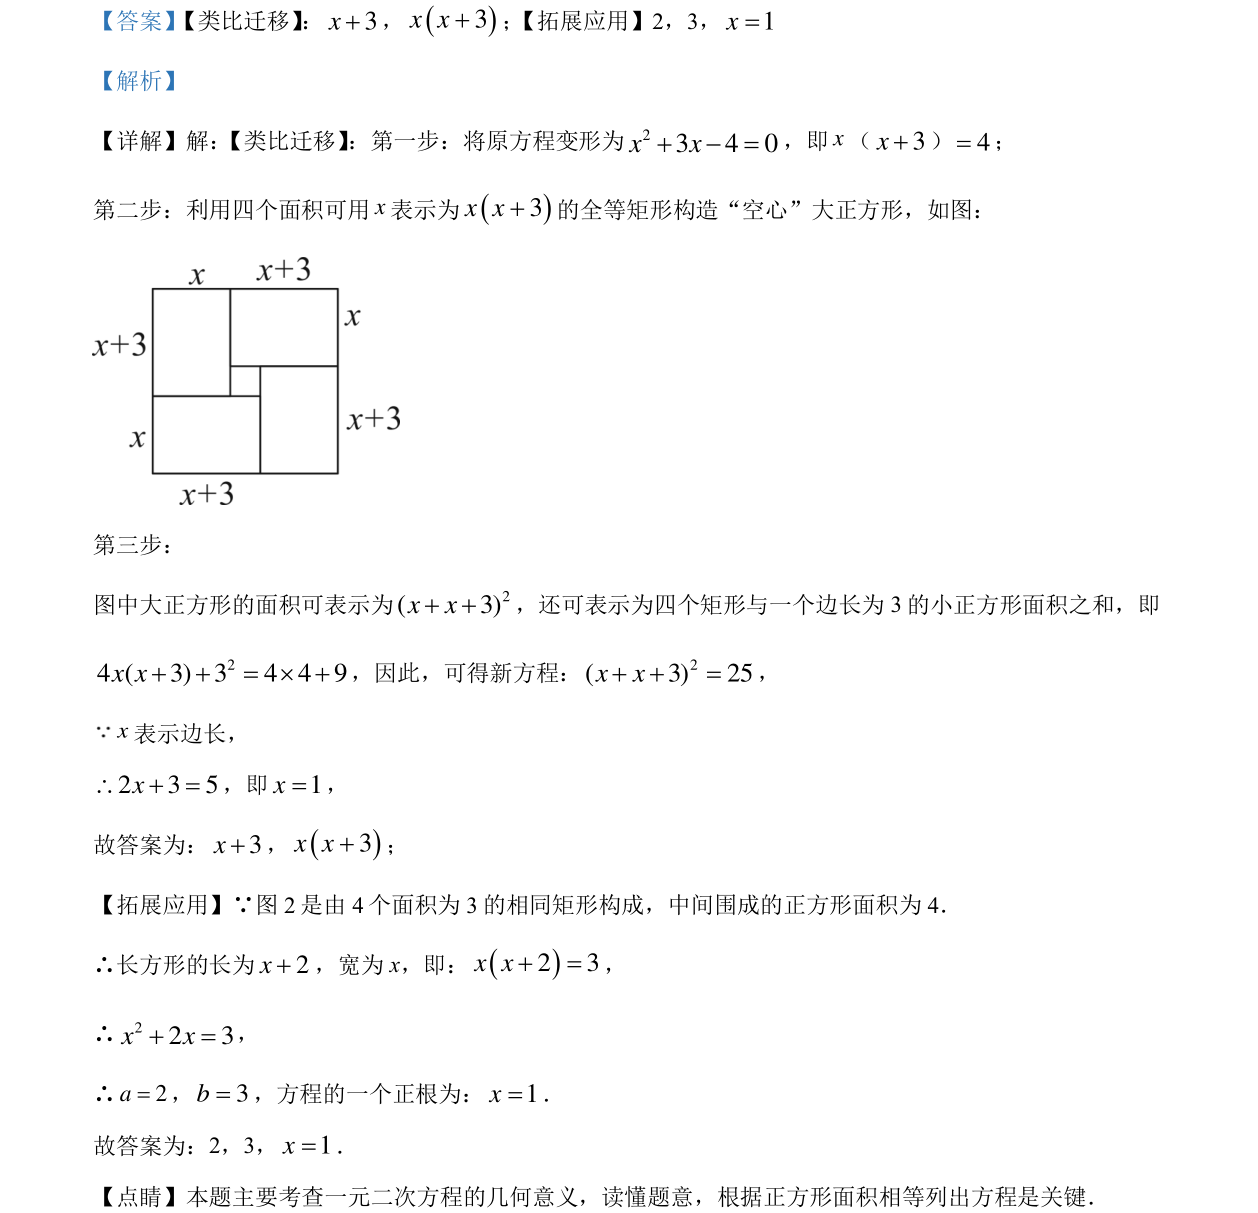 【答案】【类比迁移】：x+3，x(x+3)；【拓展应用】2，3，x=1
【解析】
【详解】解：【类比迁移】：第一步：将原方程变形为x²+3x−4=0，即x（x+3）=4；
第二步：利用四个面积可用x表示为x(x+3)的全等矩形构造“空心”大正方形，如图：
x x+3
x
x+3
x+3
x
x+3
第三步：
图中大正方形的面积可表示为(x+x+3)²，还可表示为四个矩形与一个边长为3的小正方形面积之和，即
4x(x+3)+3²=4×4+9，因此，可得新方程：(x+x+3)²=25，
∵x表示边长，
∴2x+3=5，即x=1，
故答案为：x+3，x(x+3)；
【拓展应用】∵图2是由4个面积为3的相同矩形构成，中间围成的正方形面积为4．
∴长方形的长为x+2，宽为x，即：x(x+2)=3，
∴x²+2x=3，
∴a=2，b=3，方程的一个正根为：x=1．
故答案为：2，3，x=1．
【点睛】本题主要考查一元二次方程的几何意义，读懂题意，根据正方形面积相等列出方程是关键．